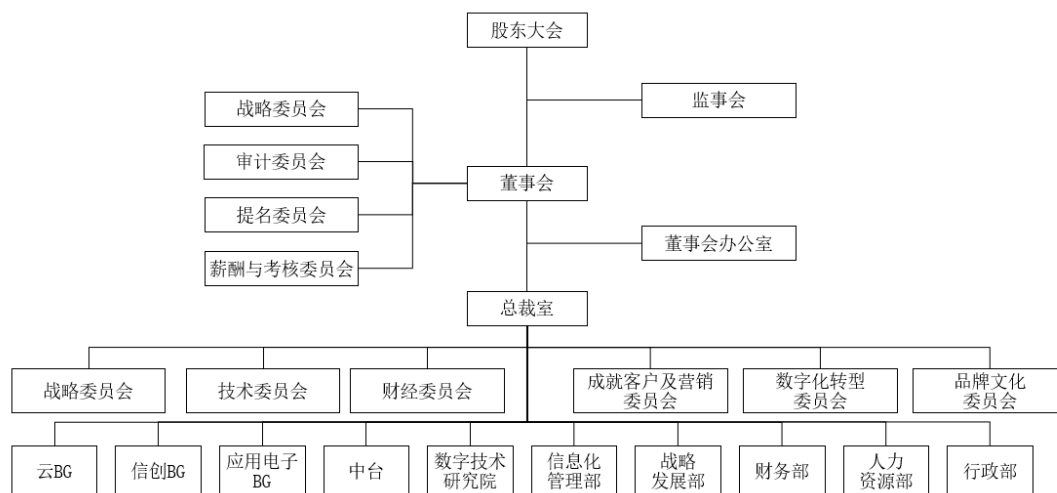 股东大会
监事会
战略委员会
审计委员会
董事会
提名委员会
董事会办公室
薪酬与考核委员会
总裁室
战略委员会
技术委员会
财经委员会
成就客户及营销
委员会
数字化转型
委员会
品牌文化
委员会
云BG
信创BG
应用电子
BG
中台
数字技术
研究院
信息化
管理部
战略
发展部
财务部
人力
资源部
行政部